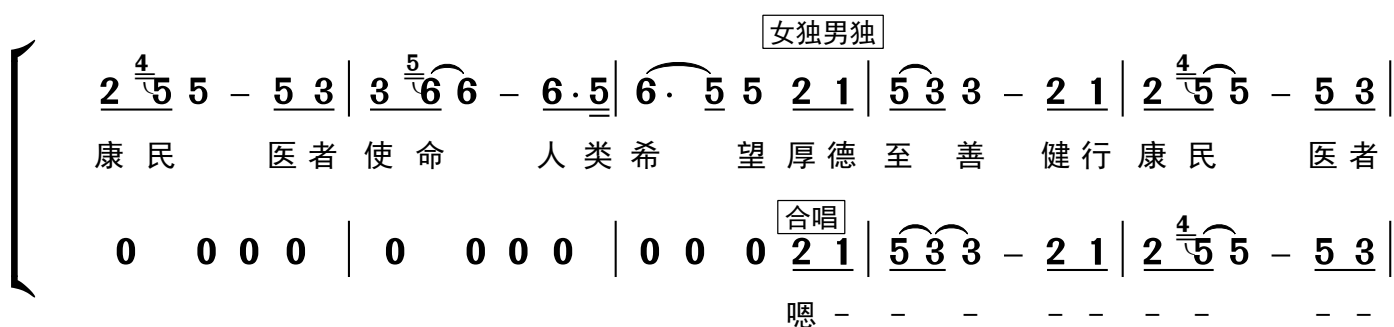 女独男独
4 5 4
2 5 5 – 5 3 | 3 6 6 – 6 · 5 | 6 · 5 5 2 1 | 5 3 3 – 2 1 | 2 5 5 – 5 3 |
康 民 医 者 使 命 人 类 希 望 厚 德 至 善 健 行 康 民 医 者
合唱
4
0 0 0 0 | 0 0 0 0 | 0 0 0 2 1 | 5 3 3 – 2 1 | 2 5 5 – 5 3 |
嗯 – – – – – – – – –